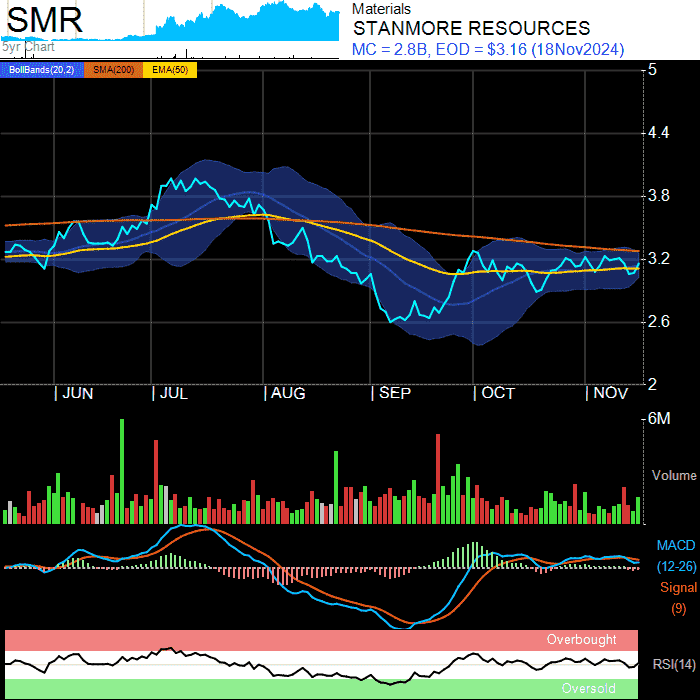 SMR
5yr Chart
Materials
STANMORE RESOURCES
MC = 2.8B, EOD = $3.16 (18Nov2024)
BollBands(20,2) SMA(200) EMA(50)
5
4.4
3.8
3.2
2.6
2
JUN JUL AUG SEP OCT NOV
6M
Volume
MACD
(12-26)
Signal
(9)
Overbought
RSI(14)
Oversold